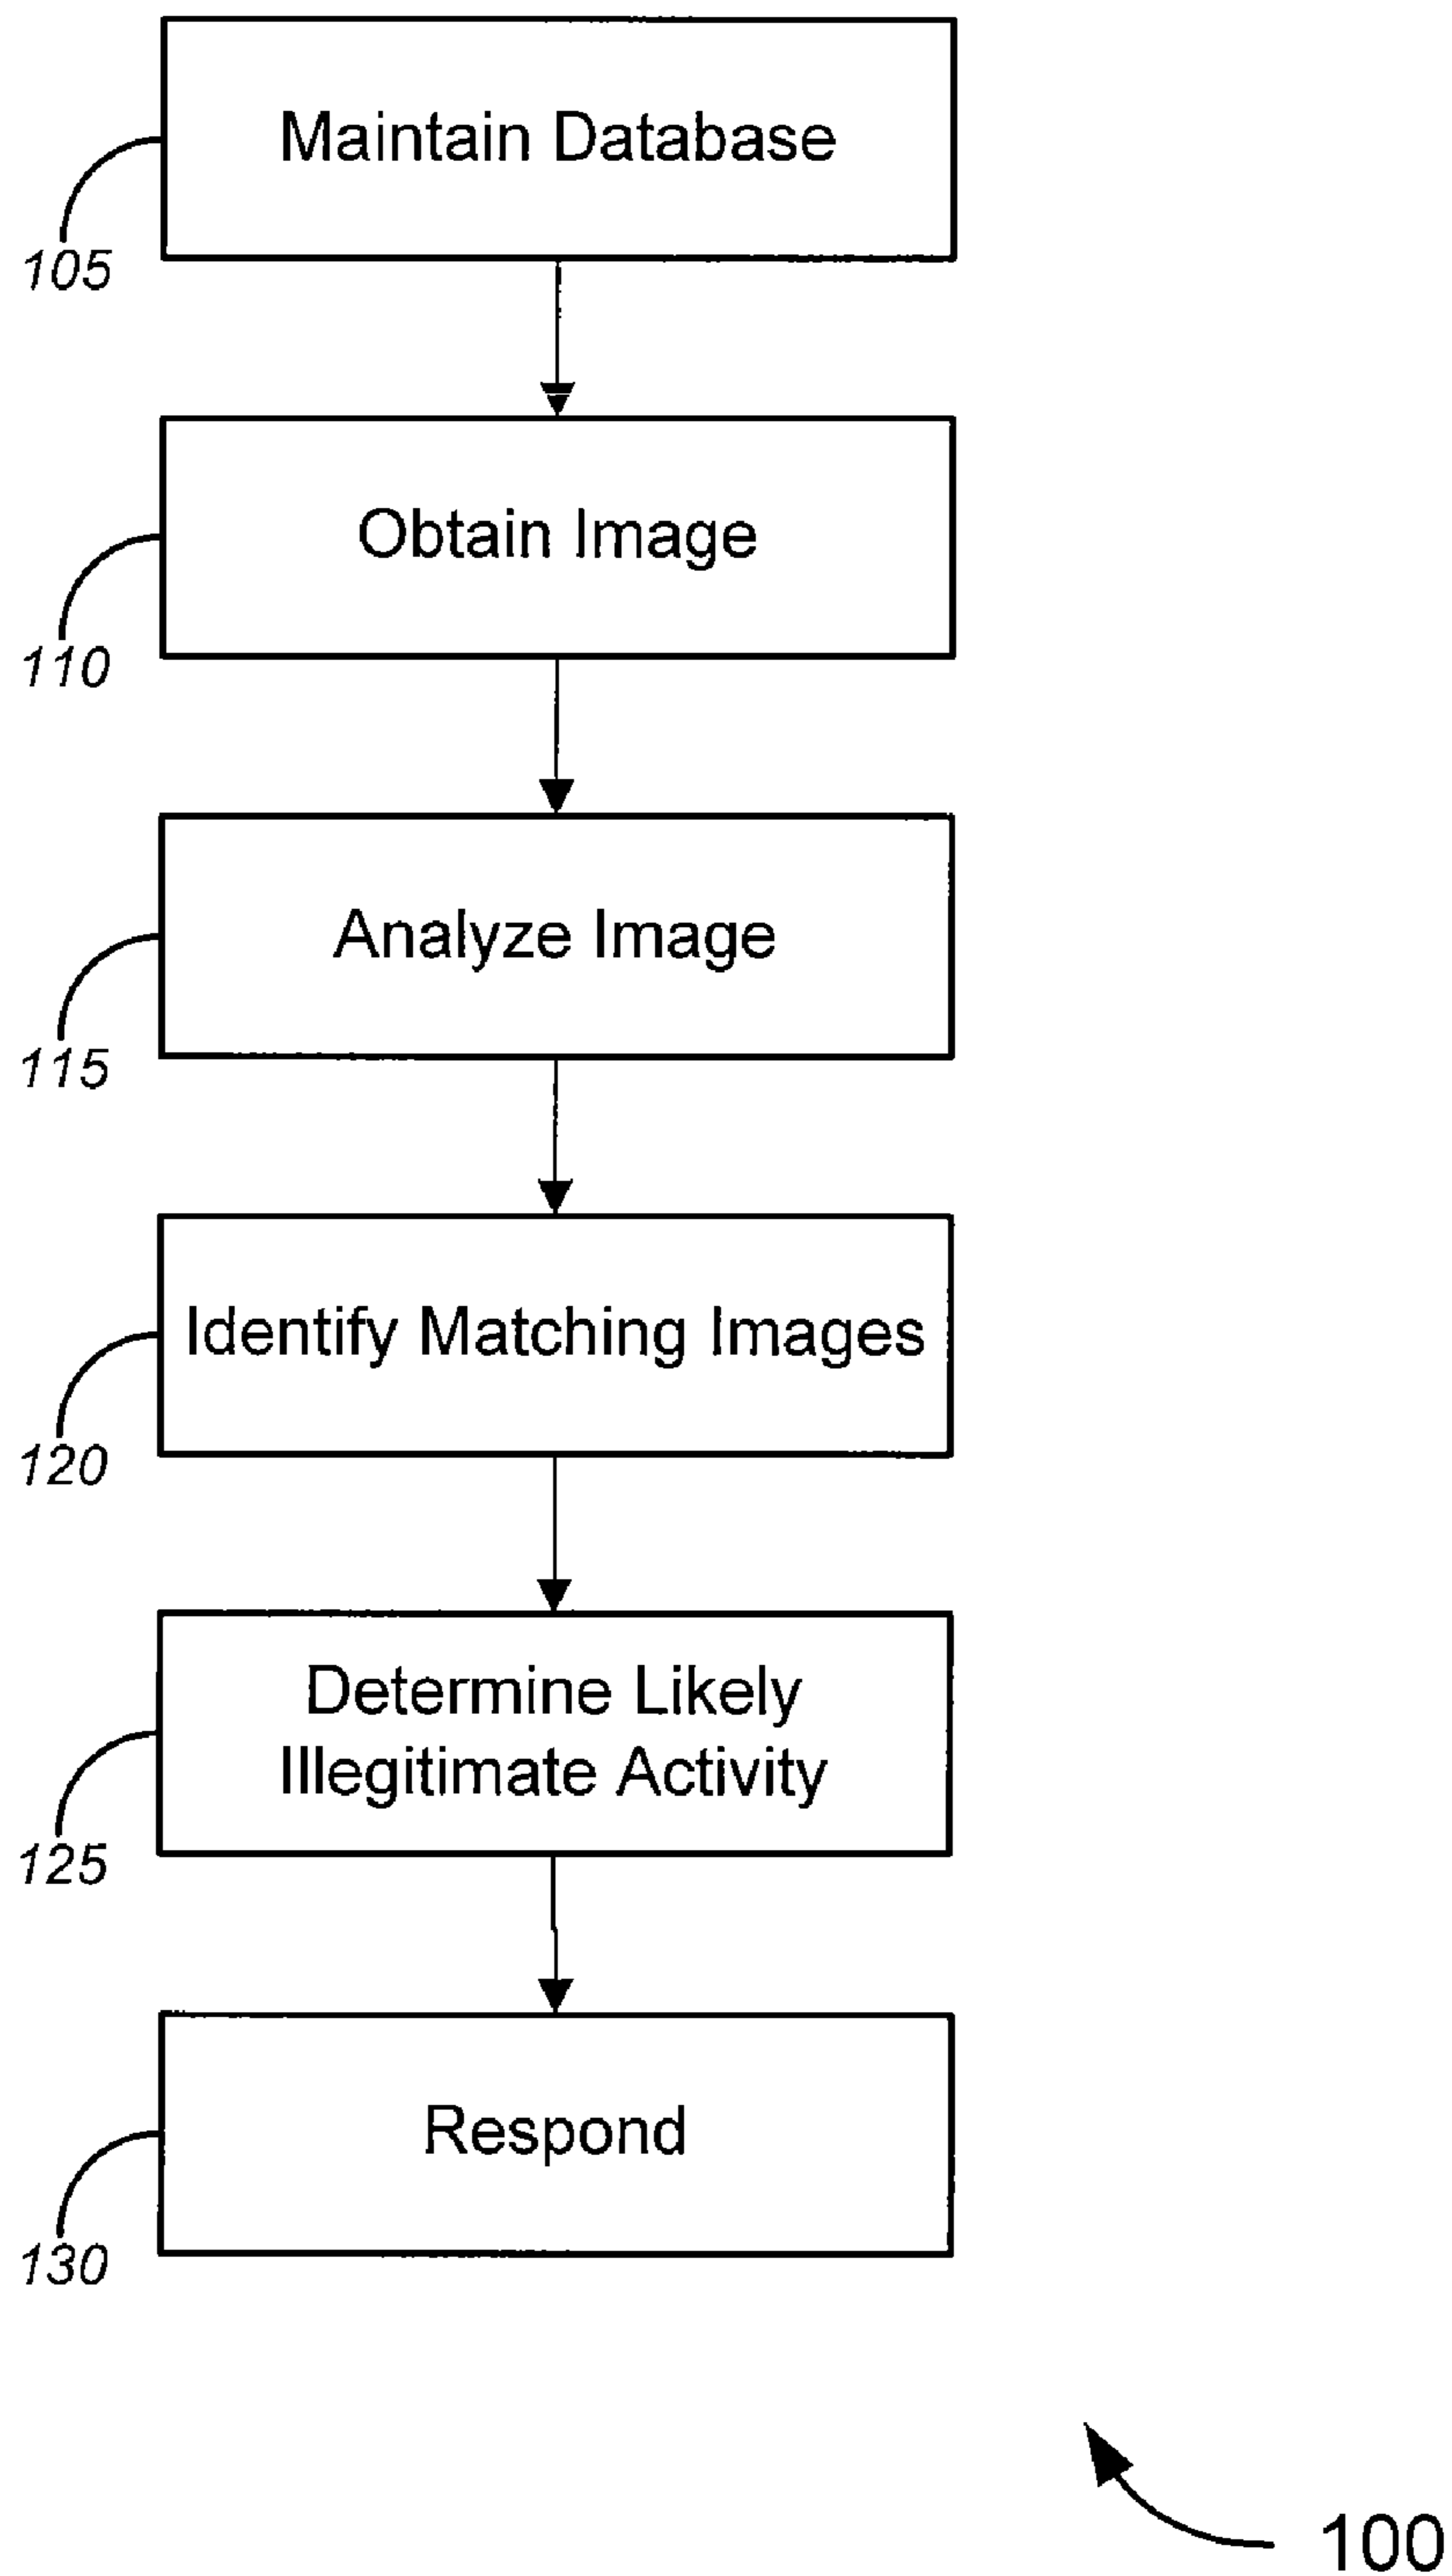 Maintain Database
105
Obtain Image
110
Analyze Image
115
Identify Matching Images
120
Determine Likely
Illegitimate Activity
125
Respond
130
100